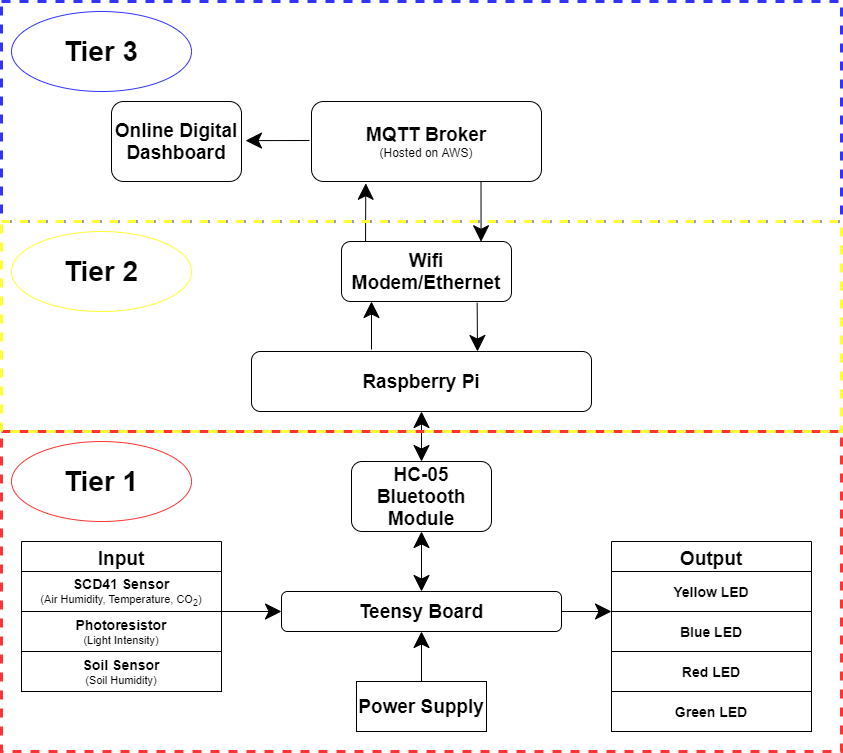 Tier 3
Online Digital
Dashboard
MQTT Broker
(Hosted on AWS)
Tier 2
Wifi
Modem/Ethernet
Raspberry Pi
Tier 1
HC-05
Bluetooth
Module
Input
SCD41 Sensor
(Air Humidity, Temperature, CO2)
Photoresistor
(Light Intensity)
Soil Sensor
(Soil Humidity)
Teensy Board
Power Supply
Output
Yellow LED
Blue LED
Red LED
Green LED